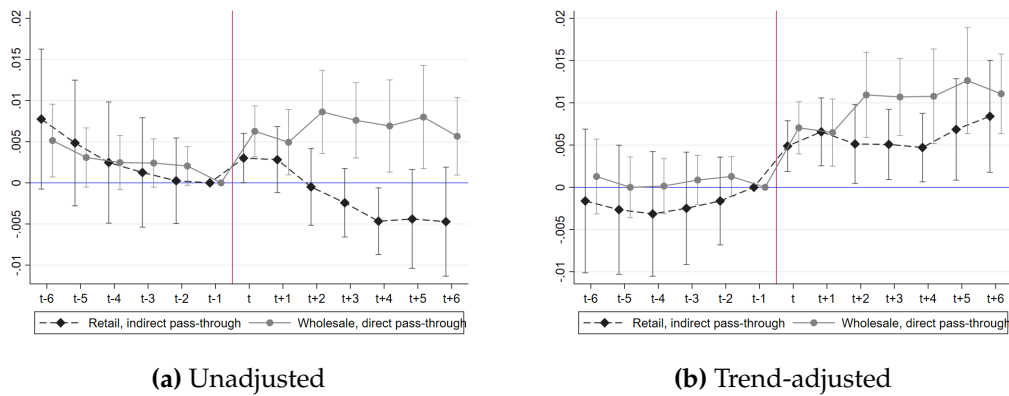 .02
.015
.01
.005
0
-.005
-.01
t-6 t-5 t-4 t-3 t-2 t-1 t t+1 t+2 t+3 t+4 t+5 t+6
Retail, indirect pass-through Wholesale, direct pass-through
(a) Unadjusted
.02
.015
.01
.005
0
-.005
-.01
t-6 t-5 t-4 t-3 t-2 t-1 t t+1 t+2 t+3 t+4 t+5 t+6
Retail, indirect pass-through Wholesale, direct pass-through
(b) Trend-adjusted